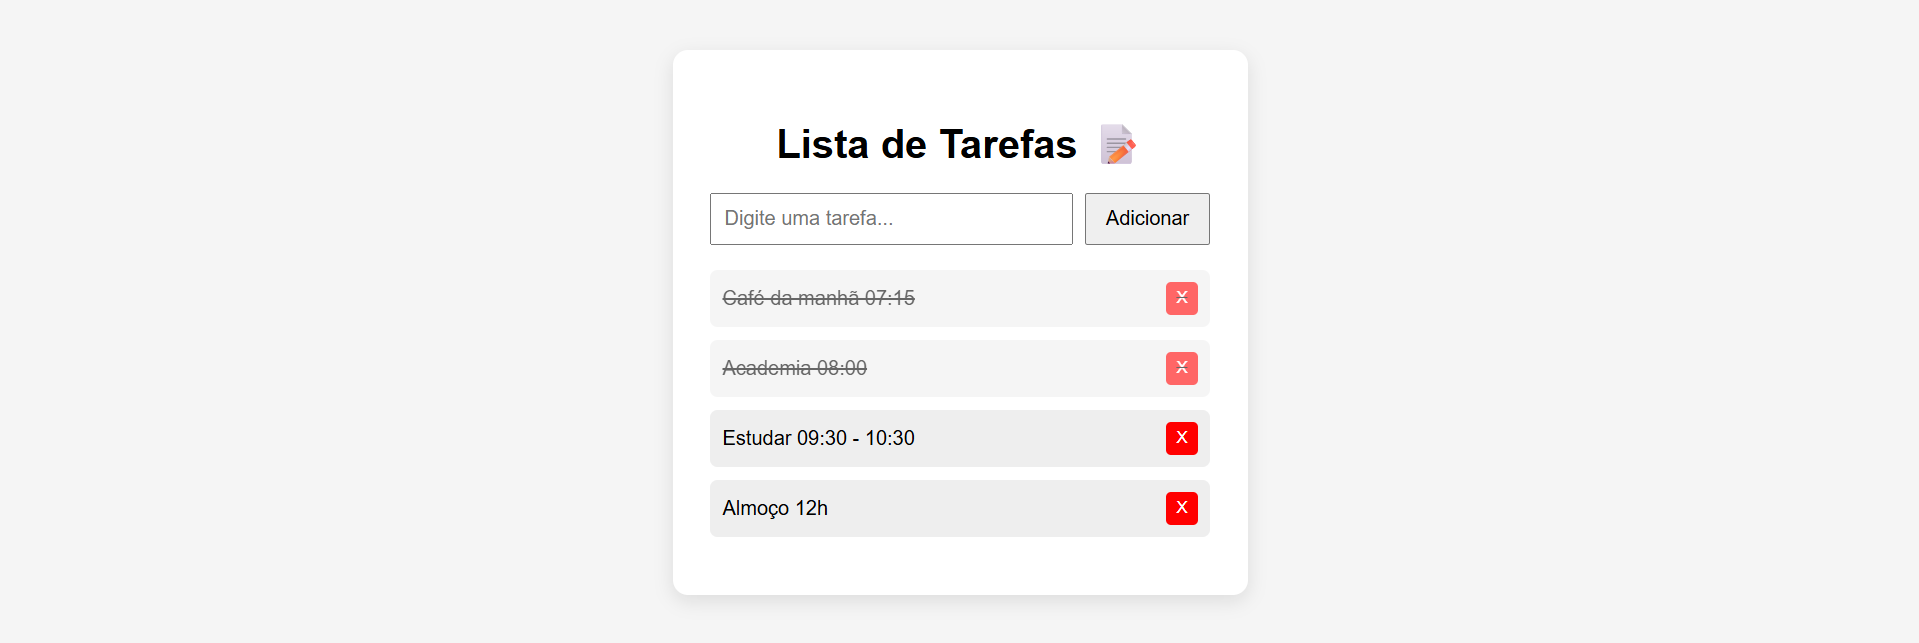 Lista de Tarefas 📝
Digite uma tarefa... Adicionar
Café da manhã 07:15 X
Academia 08:00 X
Estudar 09:30 - 10:30 X
Almoço 12h X